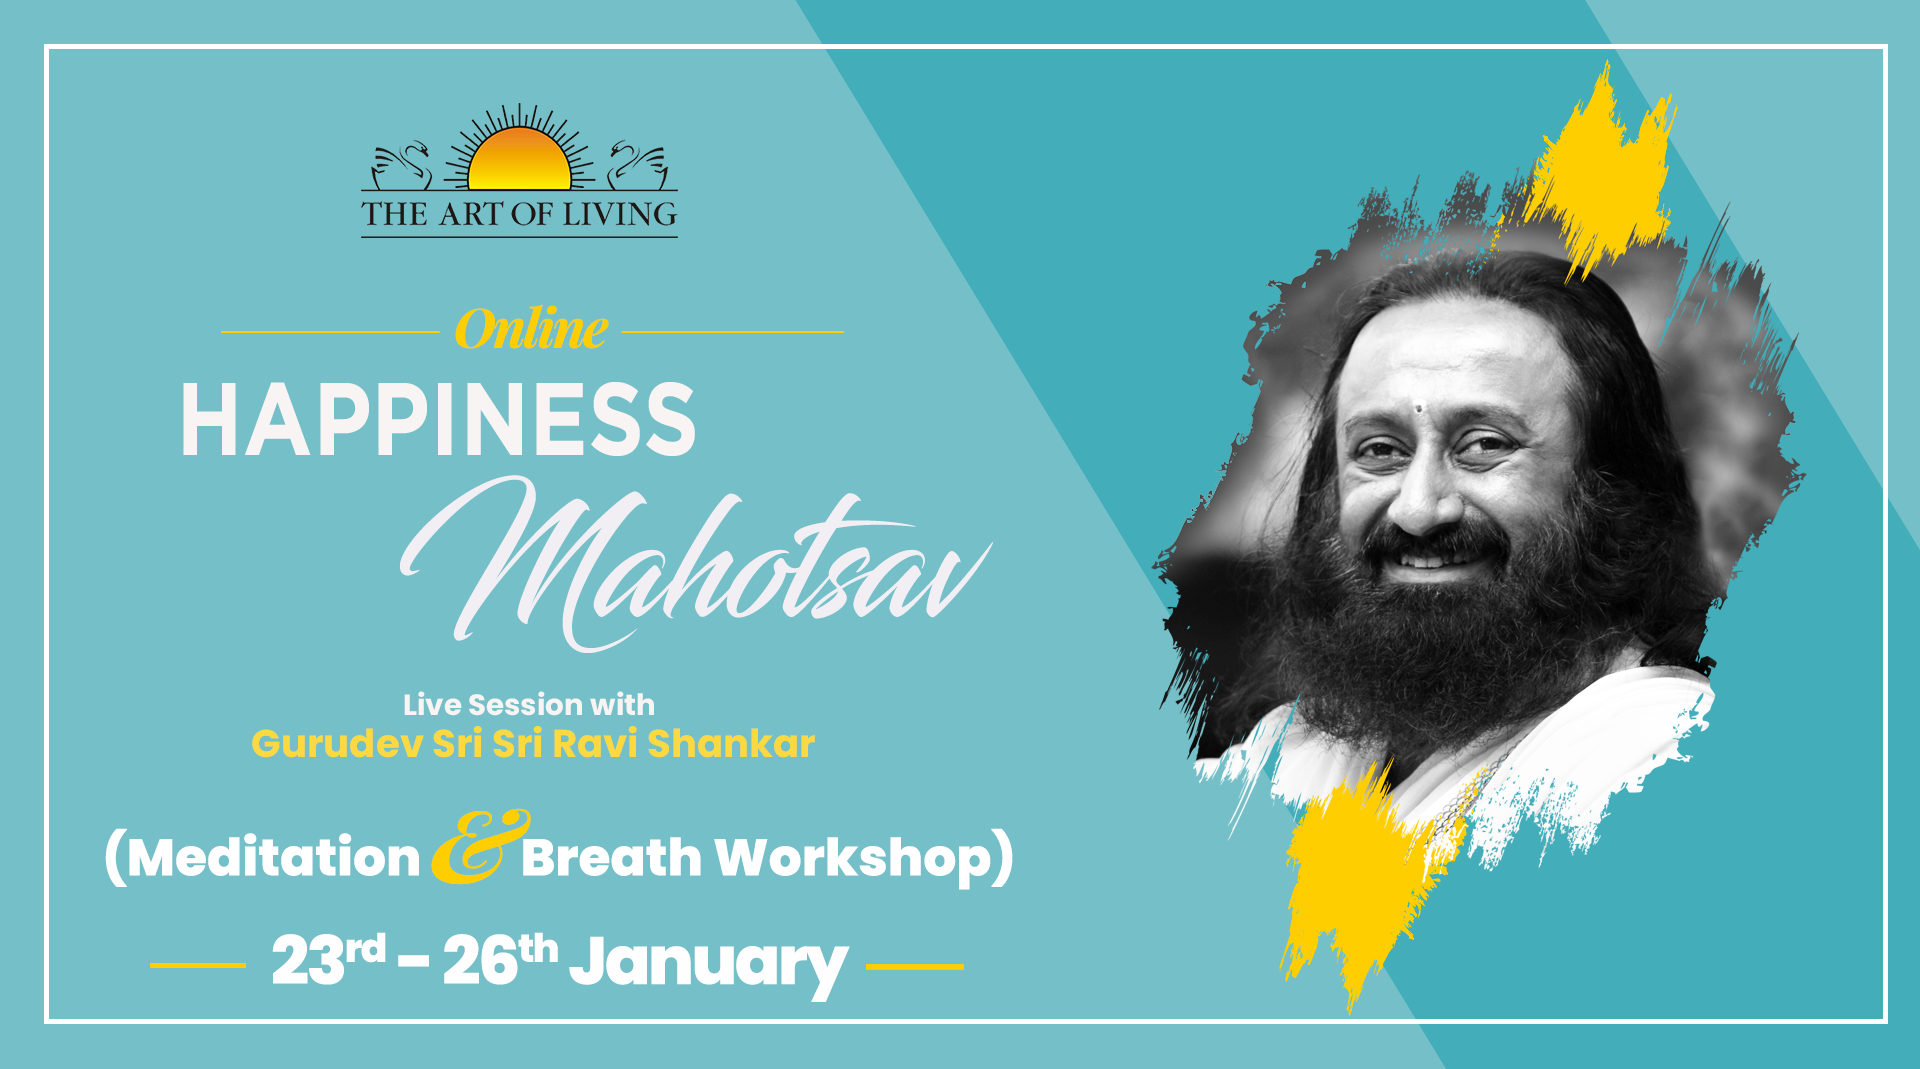 THE ART OF LIVING
Online
HAPPINESS
Mahotsav
Live Session with
Gurudev Sri Sri Ravi Shankar
(Meditation & Breath Workshop)
23rd - 26th January